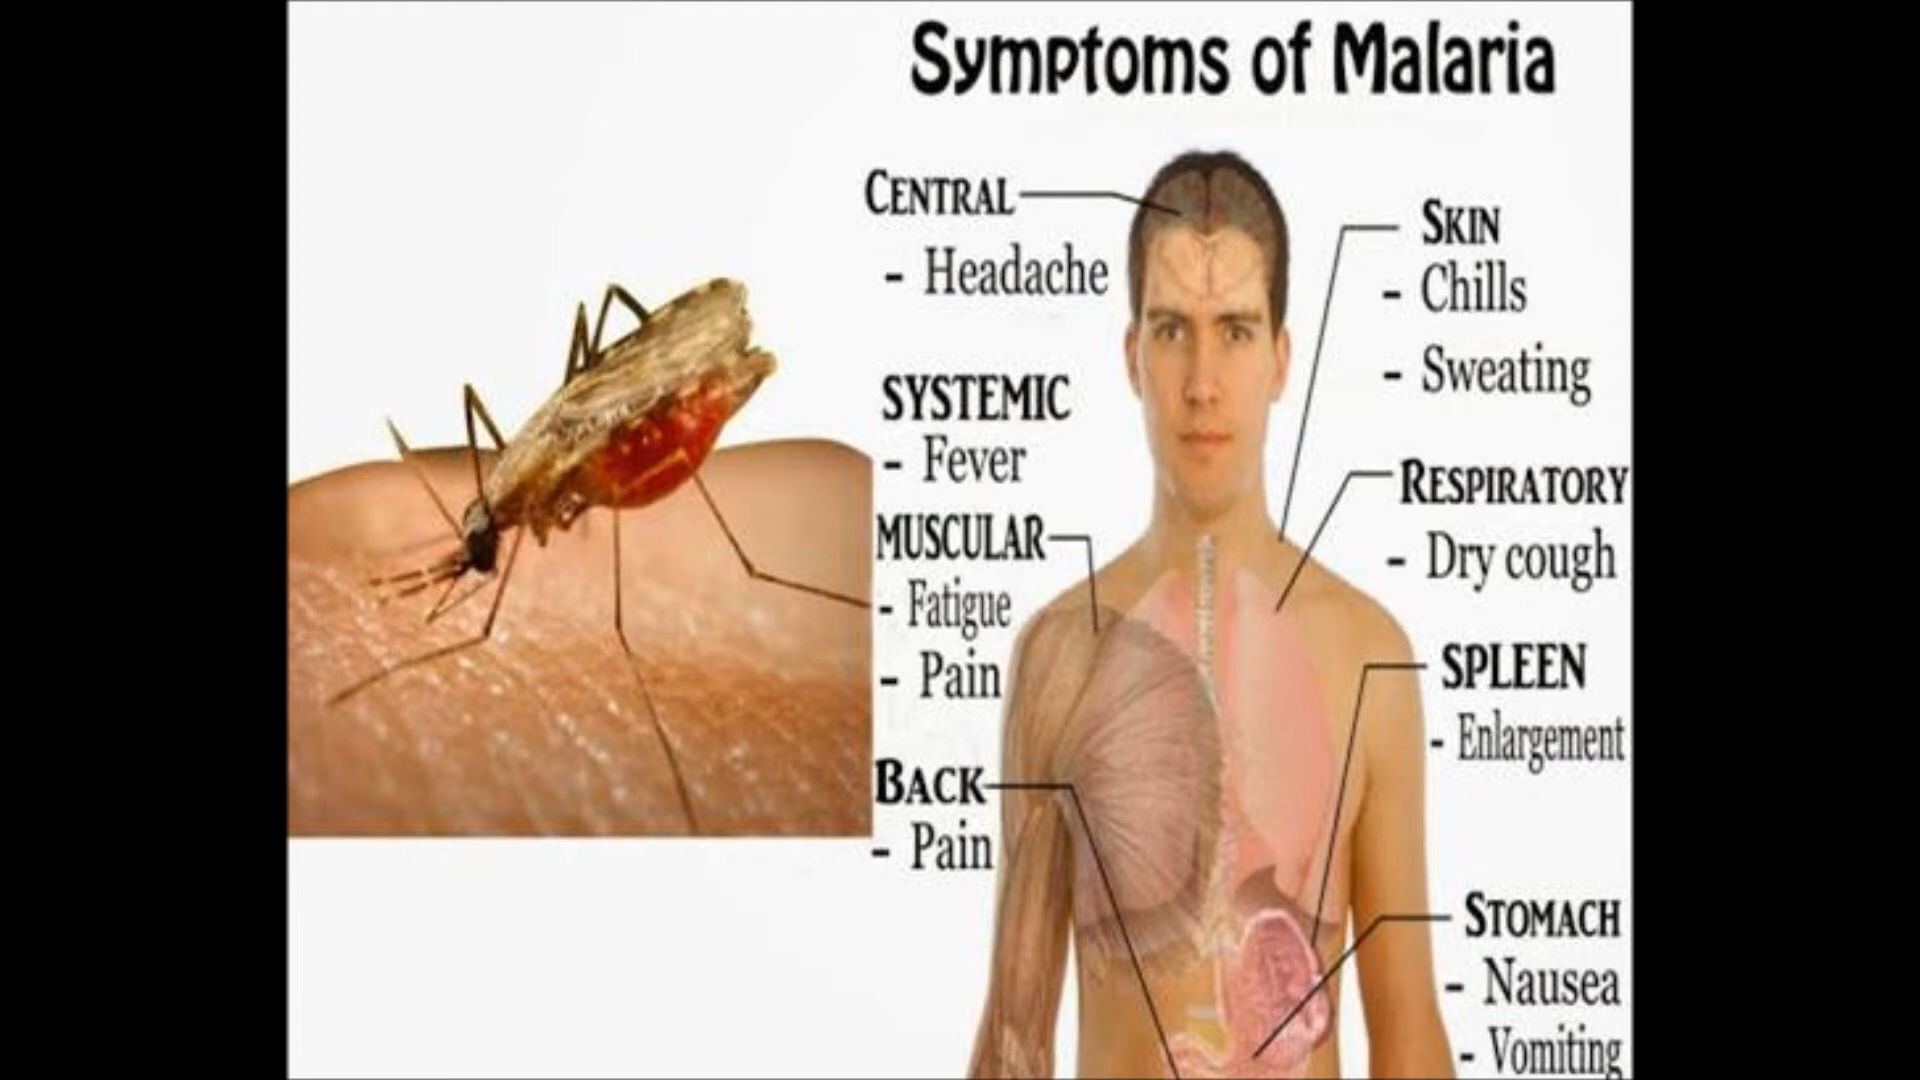 Symptoms of Malaria
CENTRAL
- Headache
SYSTEMIC
- Fever
MUSCULAR
- Fatigue
- Pain
BACK
- Pain
SKIN
- Chills
- Sweating
RESPIRATORY
- Dry cough
SPLEEN
- Enlargement
STOMACH
- Nausea
- Vomiting